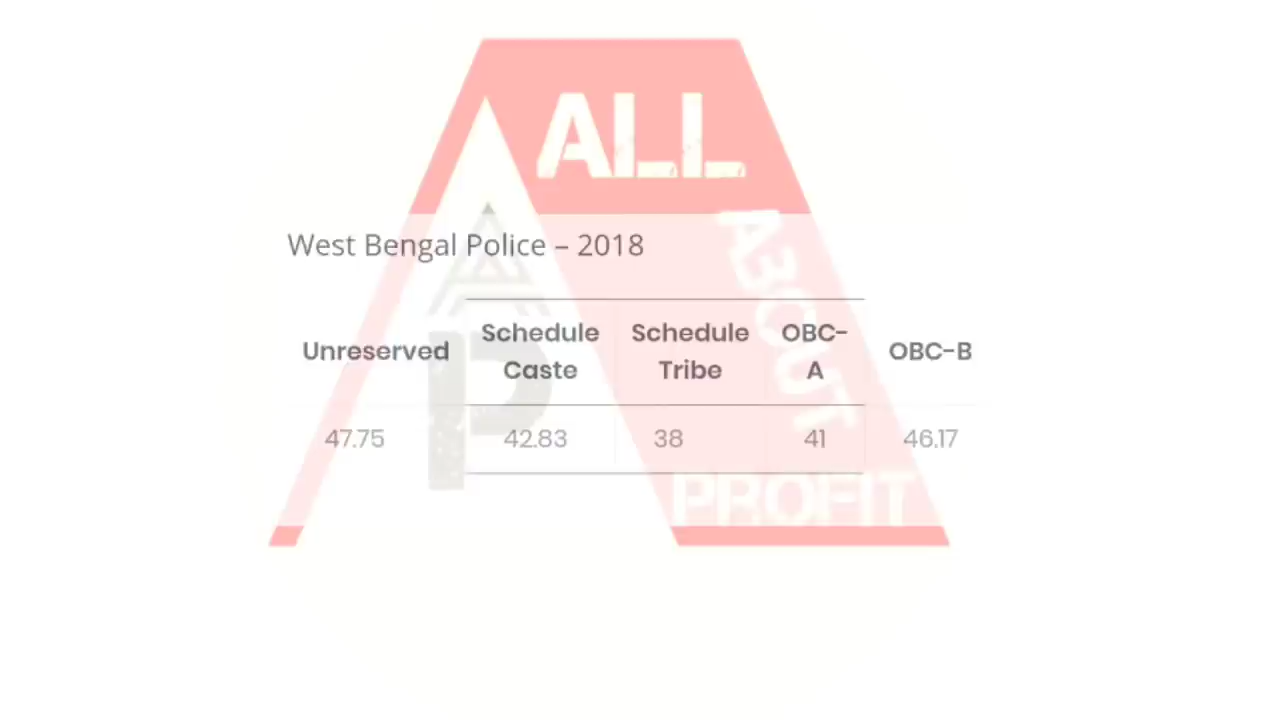 ALL
ABOUT
West Bengal Police – 2018
Unreserved Schedule Caste Schedule Tribe OBC-A OBC-B
47.75 42.83 38 41 46.17
P
PROFIT